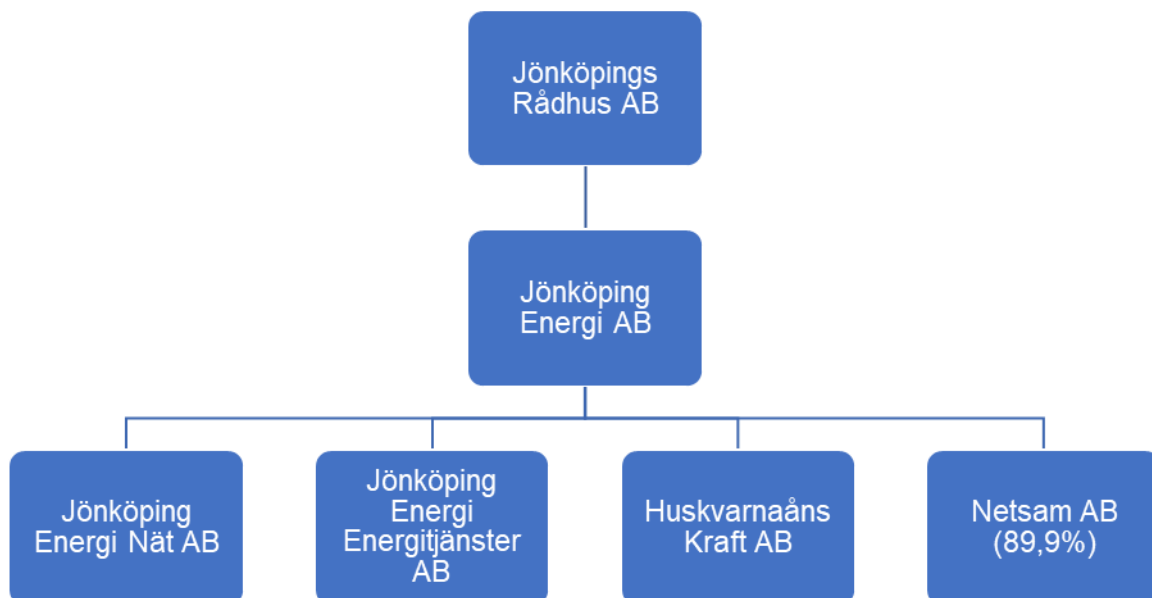 Jönköpings
Rådhus AB
Jönköping
Energi AB
Jönköping
Energi Nät AB
Jönköping
Energi
Energitjänster
AB
Huskvarnaåns
Kraft AB
Netsam AB
(89,9%)